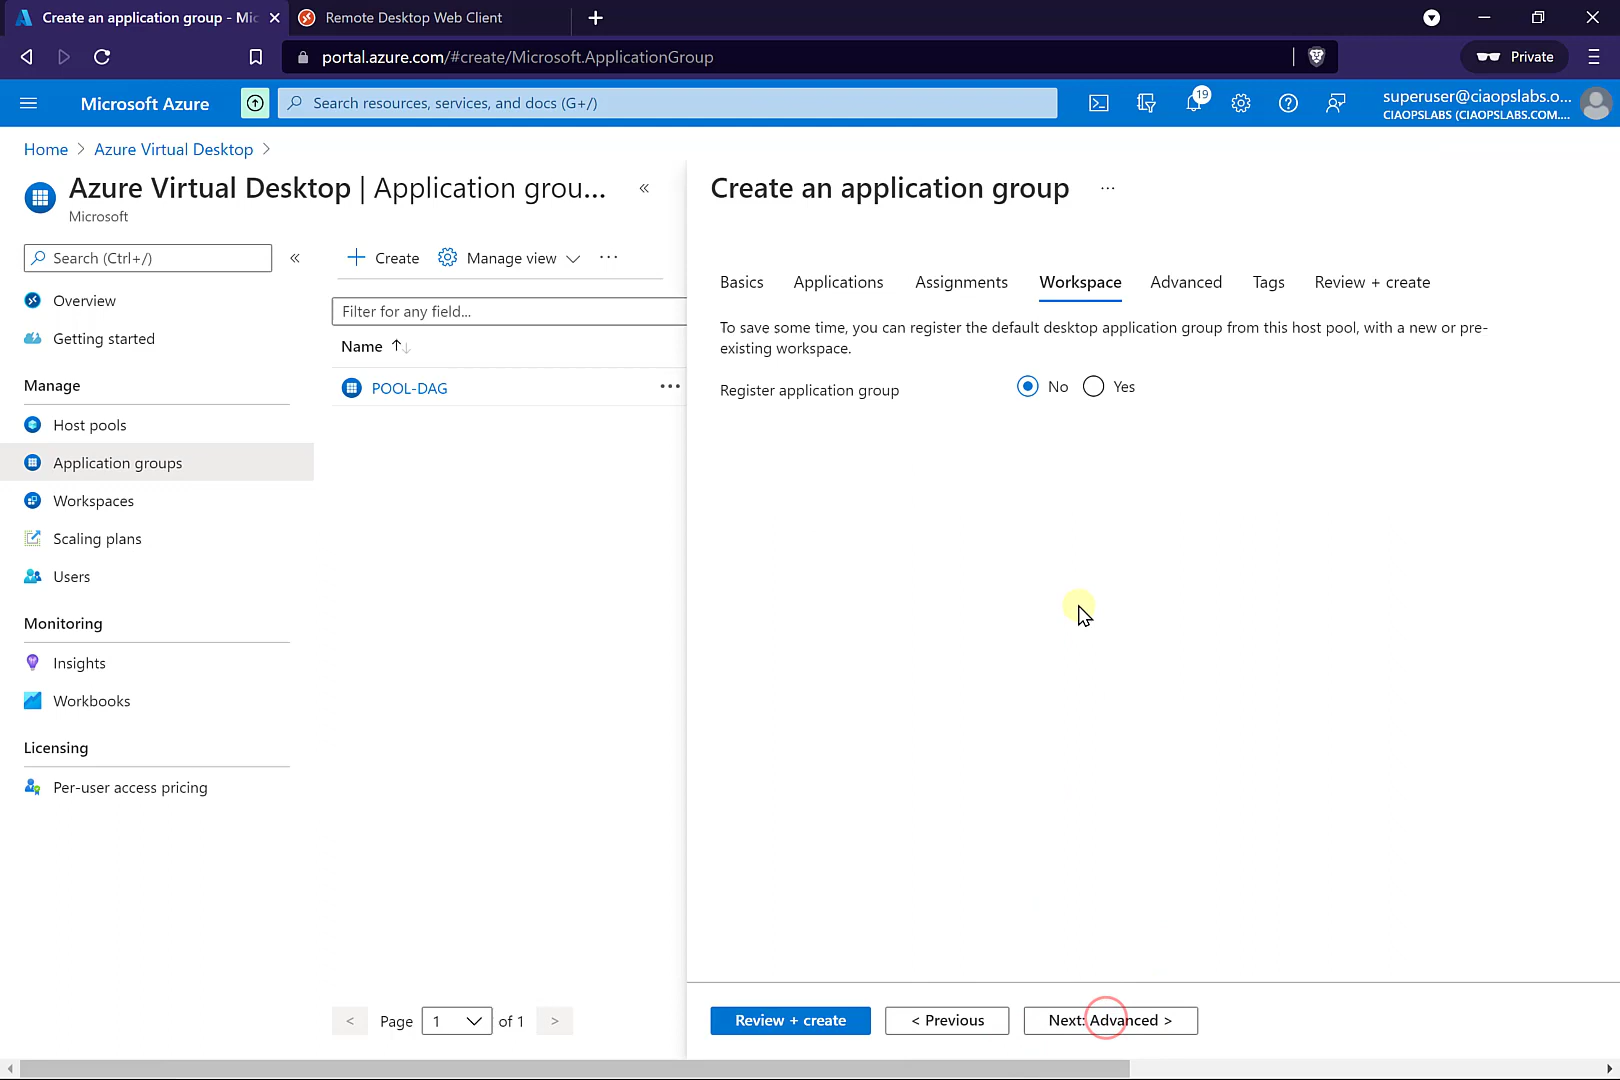 Create an application group - Mic
Remote Desktop Web Client
portal.azure.com/#create/Microsoft.ApplicationGroup
Private
Microsoft Azure
Search resources, services, and docs (G+/)
19
superuser@ciaopslabs.o...
CIAOPSLABS (CIAOPSLABS.COM....
Home > Azure Virtual Desktop >
Azure Virtual Desktop | Application grou...
Microsoft
Search (Ctrl+/)
Overview
Getting started
Manage
Host pools
Application groups
Workspaces
Scaling plans
Users
Monitoring
Insights
Workbooks
Licensing
Per-user access pricing
Create
Manage view
Filter for any field...
Name
POOL-DAG
< Page 1 of 1 >
Create an application group
Basics Applications Assignments Workspace Advanced Tags Review + create
To save some time, you can register the default desktop application group from this host pool, with a new or pre-
existing workspace.
Register application group No Yes
Review + create < Previous Next: Advanced >